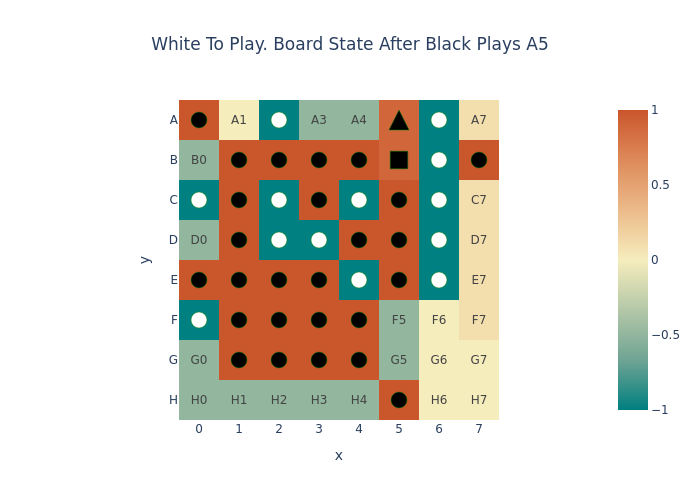 White To Play. Board State After Black Plays A5
A A1 A3 A4 A7 1
B B0
C C7 0.5
D D0 D7
y 0
E E7
F F5 F6 F7 −0.5
G G0 G5 G6 G7
H H0 H1 H2 H3 H4 H6 H7 −1
0 1 2 3 4 5 6 7
x